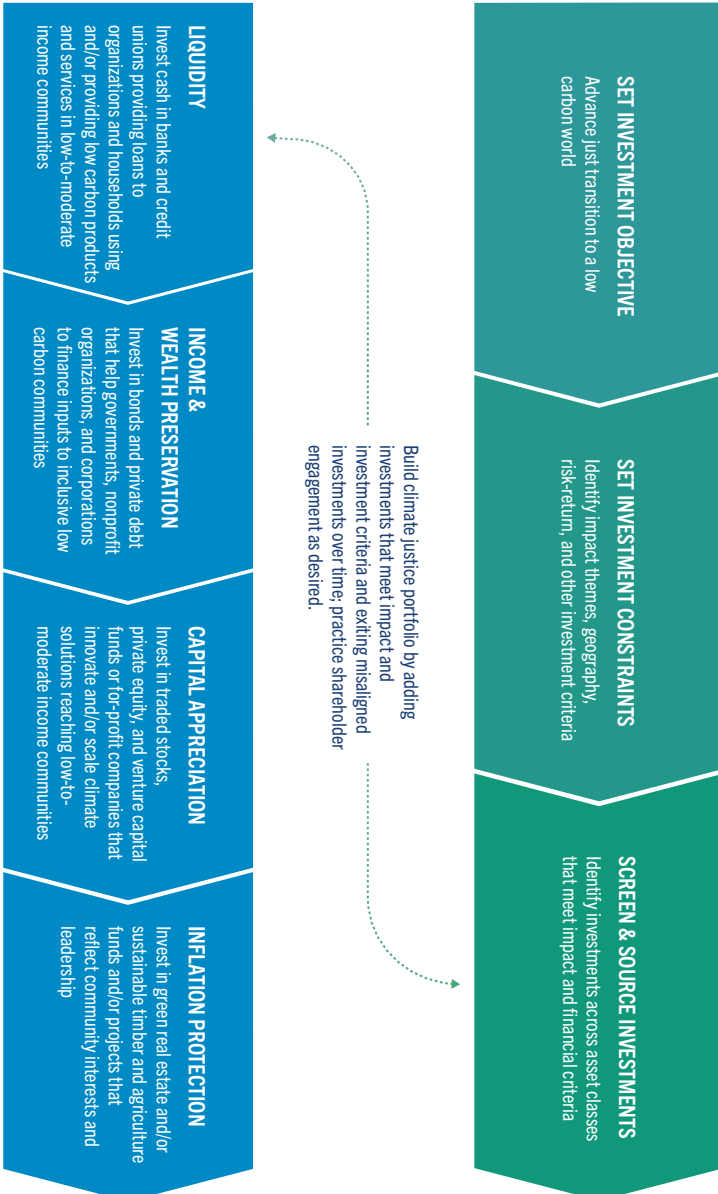 SET INVESTMENT OBJECTIVE
Advance just transition to a low
carbon world
SET INVESTMENT CONSTRAINTS
Identify impact themes, geography,
risk-return, and other investment criteria
SCREEN & SOURCE INVESTMENTS
Identify investments across asset classes
that meet impact and financial criteria
Build climate justice portfolio by adding
investments that meet impact and
investment criteria and exiting misaligned
investments over time; practice shareholder
engagement as desired.
LIQUIDITY
Invest cash in banks and credit
unions providing loans to
organizations and households using
and/or providing low carbon products
and services in low-to-moderate
income communities
INCOME &
WEALTH PRESERVATION
Invest in bonds and private debt
that help governments, nonprofit
organizations, and corporations
to finance inputs to inclusive low
carbon communities
CAPITAL APPRECIATION
Invest in traded stocks,
private equity, and venture capital
funds or for-profit companies that
innovate and/or scale climate
solutions reaching low-to-
moderate income communities
INFLATION PROTECTION
Invest in green real estate and/or
sustainable timber and agriculture
funds and/or projects that
reflect community interests and
leadership